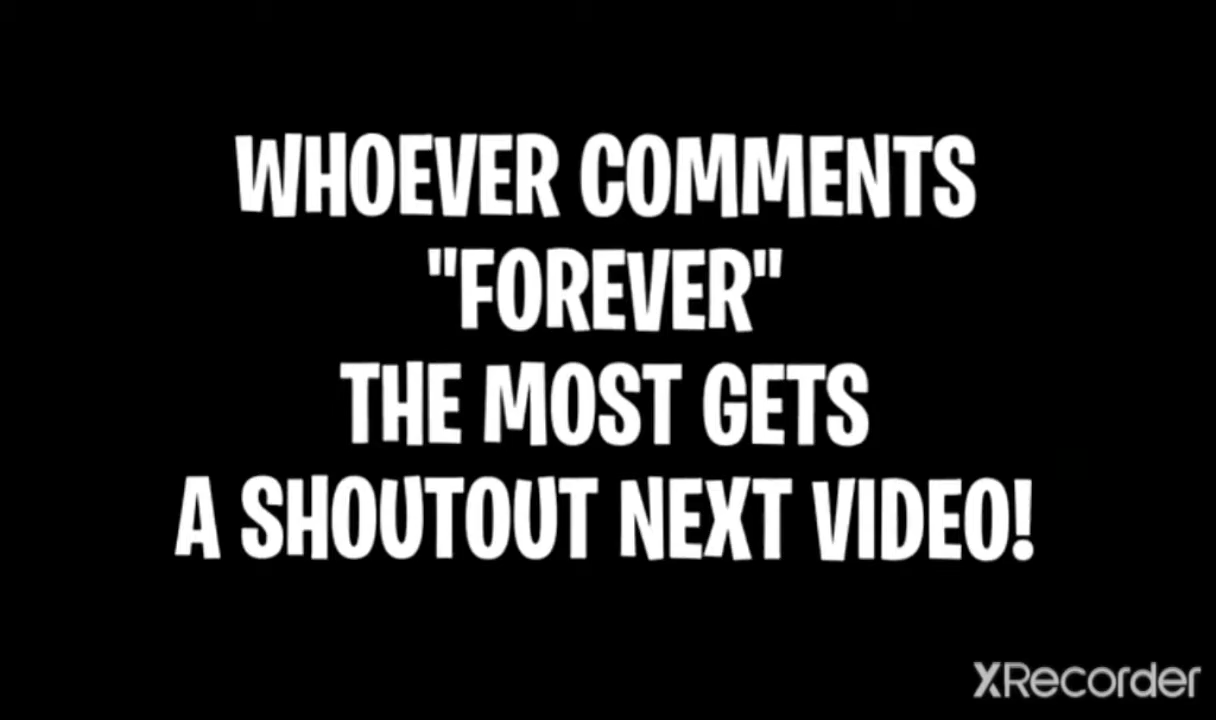 WHOEVER COMMENTS
"FOREVER"
THE MOST GETS
A SHOUTOUT NEXT VIDEO!
XRecorder